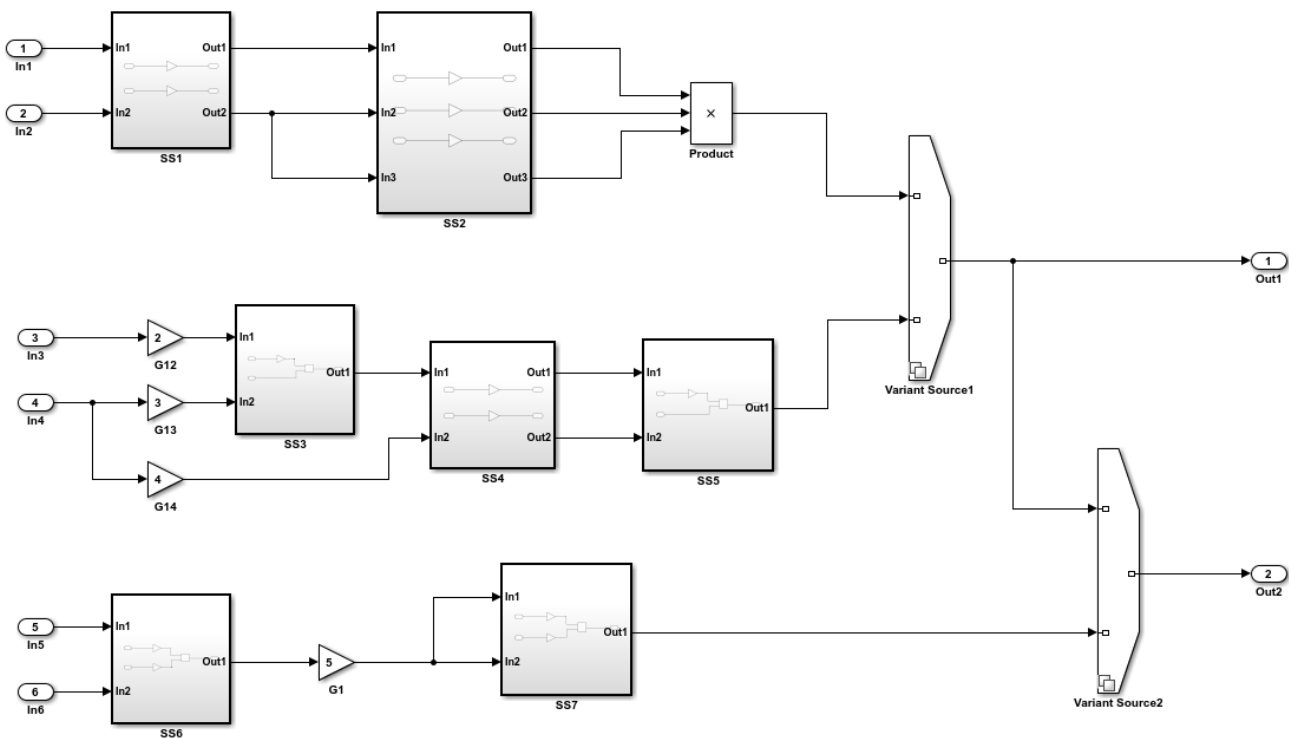 1
In1
2
In2
In1
In2
Out1
Out2
SS1
In1
In2
In3
Out1
Out2
Out3
SS2
×
Product
Variant Source1
1
Out1
3
In3
4
In4
2
G12
3
G13
4
G14
In1
In2
Out1
SS3
In1
In2
Out1
Out2
SS4
In1
In2
Out1
SS5
5
In5
6
In6
In1
In2
Out1
SS6
5
G1
In1
In2
Out1
SS7
Variant Source2
2
Out2